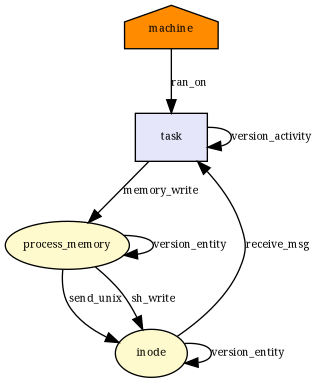 machine
ran_on
task
version_activity
memory_write
process_memory
version_entity
receive_msg
send_unix
sh_write
inode
version_entity